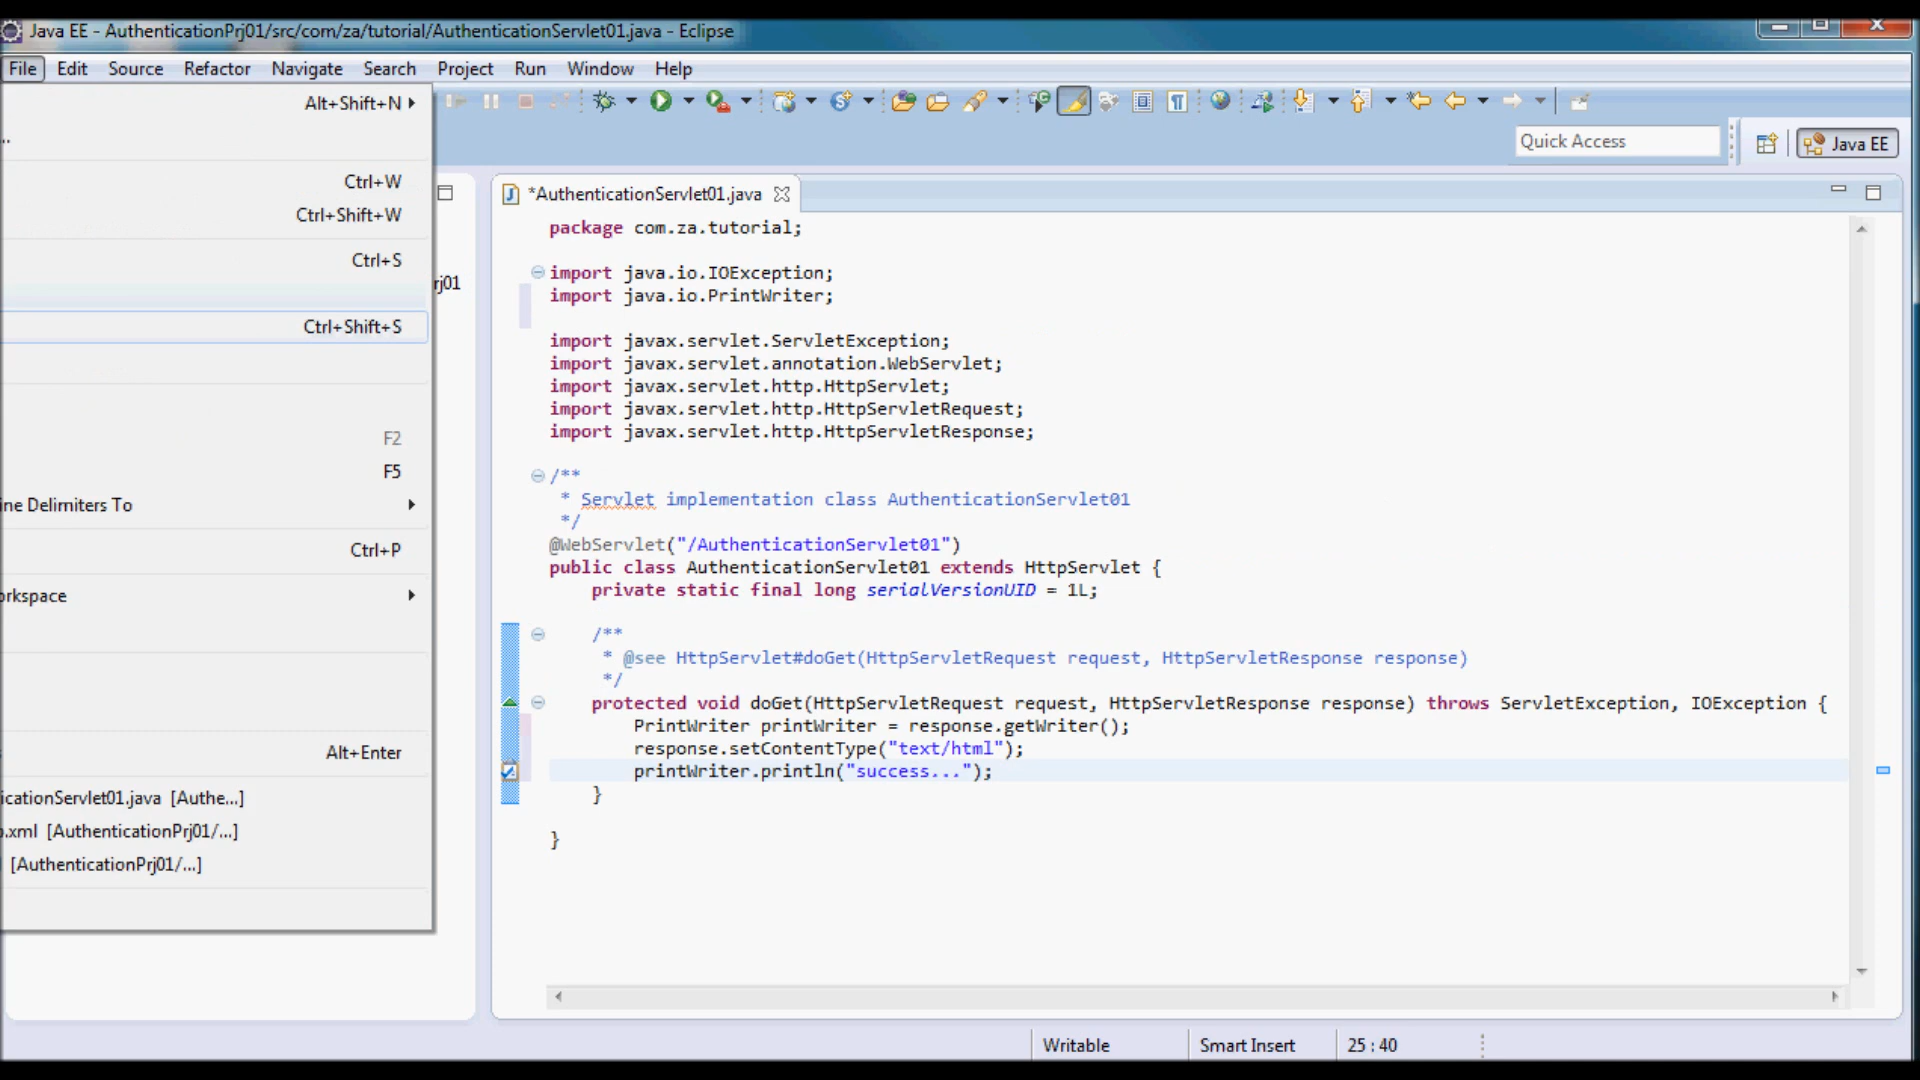 Java EE - AuthenticationPrj01/src/com/za/tutorial/AuthenticationServlet01.java - Eclipse
File Edit Source Refactor Navigate Search Project Run Window Help
Alt+Shift+N
..
Ctrl+W
Ctrl+Shift+W
Ctrl+S
Ctrl+Shift+S
F2
F5
ine Delimiters To
Ctrl+P
orkspace
Alt+Enter
icationServlet01.java [Authe...]
.xml [AuthenticationPrj01/...]
[AuthenticationPrj01/...]
Quick Access
Java EE
rj01
*AuthenticationServlet01.java
package com.za.tutorial;
import java.io.IOException;
import java.io.PrintWriter;
import javax.servlet.ServletException;
import javax.servlet.annotation.WebServlet;
import javax.servlet.http.HttpServlet;
import javax.servlet.http.HttpServletRequest;
import javax.servlet.http.HttpServletResponse;
/**
* Servlet implementation class AuthenticationServlet01
*/
@WebServlet("/AuthenticationServlet01")
public class AuthenticationServlet01 extends HttpServlet {
private static final long serialVersionUID = 1L;
/**
* @see HttpServlet#doGet(HttpServletRequest request, HttpServletResponse response)
*/
protected void doGet(HttpServletRequest request, HttpServletResponse response) throws ServletException, IOException {
PrintWriter printWriter = response.getWriter();
response.setContentType("text/html");
printWriter.println("success...");
}
}
Writable
Smart Insert
25 : 40